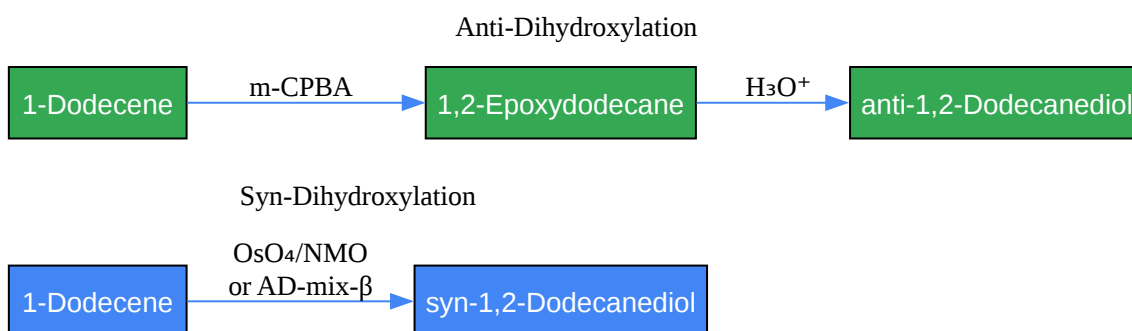 Anti-Dihydroxylation
1-Dodecene
m-CPBA
1,2-Epoxydodecane
H₃O⁺
anti-1,2-Dodecanediol
Syn-Dihydroxylation
1-Dodecene
OsO₄/NMO
or AD-mix-β
syn-1,2-Dodecanediol